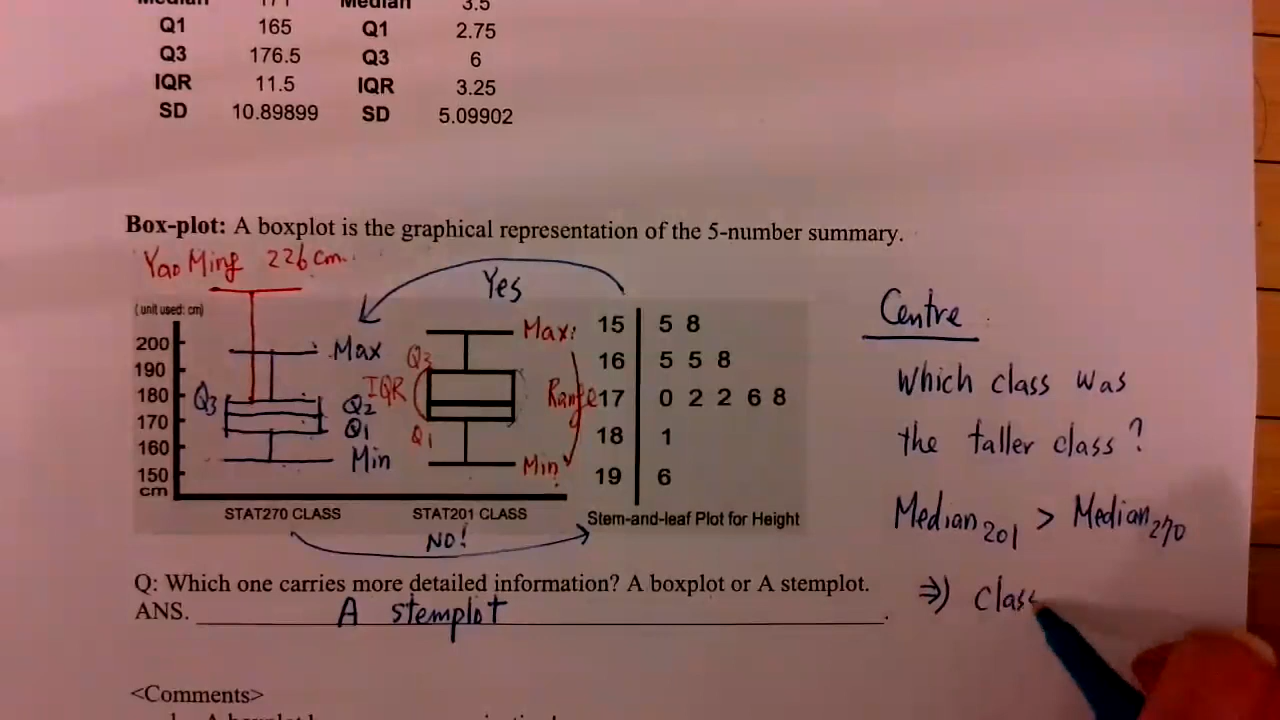 Median 171 Median 3.5
Q1 165 Q1 2.75
Q3 176.5 Q3 6
IQR 11.5 IQR 3.25
SD 10.89899 SD 5.09902
Box-plot: A boxplot is the graphical representation of the 5-number summary.
Yao Ming 226 cm.
Yes
(unit used: cm)
200
190
180
170
160
150
cm
Max
Q3
Q2
Q1
Min
STAT270 CLASS
Max.
Q3
IQR
Range
Q1
Min.
STAT201 CLASS
NO!
15 5 8
16 5 5 8
17 0 2 2 6 8
18 1
19 6
Stem-and-leaf Plot for Height
Centre
Which class was
the taller class?
Median201 > Median270
⇒) Class
Q: Which one carries more detailed information? A boxplot or A stemplot.
ANS. A stemplot.
<Comments>